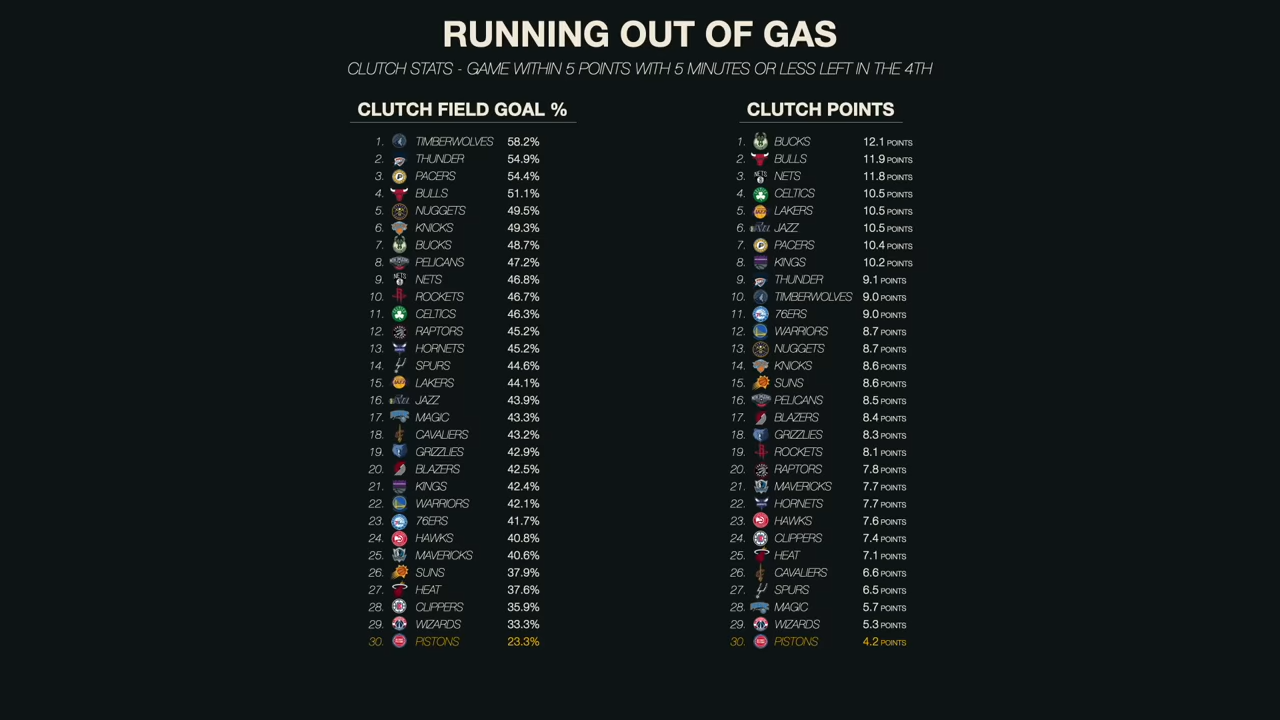 RUNNING OUT OF GAS
CLUTCH STATS - GAME WITHIN 5 POINTS WITH 5 MINUTES OR LESS LEFT IN THE 4TH
CLUTCH FIELD GOAL %
1. TIMBERWOLVES 58.2%
2. THUNDER 54.9%
3. PACERS 54.4%
4. BULLS 51.1%
5. NUGGETS 49.5%
6. KNICKS 49.3%
7. BUCKS 48.7%
8. PELICANS 47.2%
9. NETS 46.8%
10. ROCKETS 46.7%
11. CELTICS 46.3%
12. RAPTORS 45.2%
13. HORNETS 45.2%
14. SPURS 44.6%
15. LAKERS 44.1%
16. JAZZ 43.9%
17. MAGIC 43.3%
18. CAVALIERS 43.2%
19. GRIZZLIES 42.9%
20. BLAZERS 42.5%
21. KINGS 42.4%
22. WARRIORS 42.1%
23. 76ERS 41.7%
24. HAWKS 40.8%
25. MAVERICKS 40.6%
26. SUNS 37.9%
27. HEAT 37.6%
28. CLIPPERS 35.9%
29. WIZARDS 33.3%
30. PISTONS 23.3%
CLUTCH POINTS
1. BUCKS 12.1 POINTS
2. BULLS 11.9 POINTS
3. NETS 11.8 POINTS
4. CELTICS 10.5 POINTS
5. LAKERS 10.5 POINTS
6. JAZZ 10.5 POINTS
7. PACERS 10.4 POINTS
8. KINGS 10.2 POINTS
9. THUNDER 9.1 POINTS
10. TIMBERWOLVES 9.0 POINTS
11. 76ERS 9.0 POINTS
12. WARRIORS 8.7 POINTS
13. NUGGETS 8.7 POINTS
14. KNICKS 8.6 POINTS
15. SUNS 8.6 POINTS
16. PELICANS 8.5 POINTS
17. BLAZERS 8.4 POINTS
18. GRIZZLIES 8.3 POINTS
19. ROCKETS 8.1 POINTS
20. RAPTORS 7.8 POINTS
21. MAVERICKS 7.7 POINTS
22. HORNETS 7.7 POINTS
23. HAWKS 7.6 POINTS
24. CLIPPERS 7.4 POINTS
25. HEAT 7.1 POINTS
26. CAVALIERS 6.6 POINTS
27. SPURS 6.5 POINTS
28. MAGIC 5.7 POINTS
29. WIZARDS 5.3 POINTS
30. PISTONS 4.2 POINTS